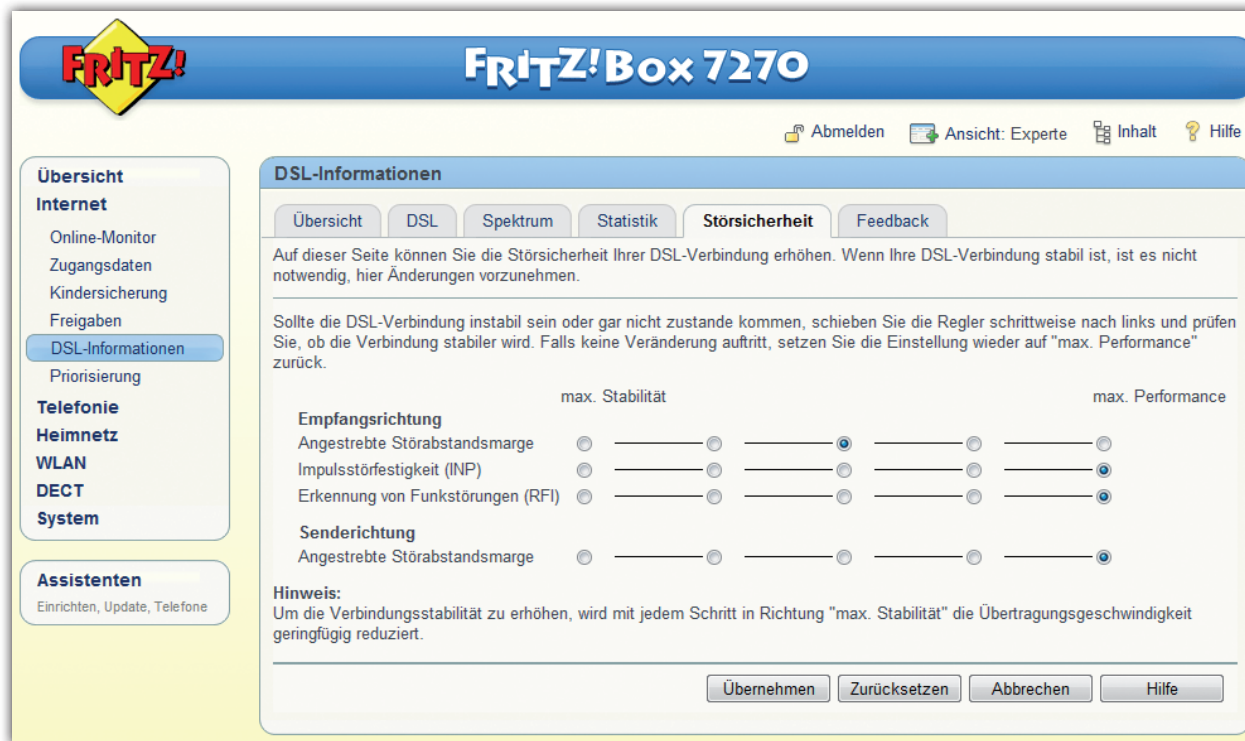 FRITZ!
FRITZ!Box 7270
Abmelden
Ansicht: Experte
Inhalt
Hilfe
Übersicht
Internet
Online-Monitor
Zugangsdaten
Kindersicherung
Freigaben
DSL-Informationen
Priorisierung
Telefonie
Heimnetz
WLAN
DECT
System
Assistenten
Einrichten, Update, Telefone
DSL-Informationen
Übersicht
DSL
Spektrum
Statistik
Störsicherheit
Feedback
Auf dieser Seite können Sie die Störsicherheit Ihrer DSL-Verbindung erhöhen. Wenn Ihre DSL-Verbindung stabil ist, ist es nicht
notwendig, hier Änderungen vorzunehmen.
Sollte die DSL-Verbindung instabil sein oder gar nicht zustande kommen, schieben Sie die Regler schrittweise nach links und prüfen
Sie, ob die Verbindung stabiler wird. Falls keine Veränderung auftritt, setzen Sie die Einstellung wieder auf "max. Performance"
zurück.
max. Stabilität
max. Performance
Empfangsrichtung
Angestrebte Störabstandsmarge
Impulsstörfestigkeit (INP)
Erkennung von Funkstörungen (RFI)
Senderichtung
Angestrebte Störabstandsmarge
Hinweis:
Um die Verbindungsstabilität zu erhöhen, wird mit jedem Schritt in Richtung "max. Stabilität" die Übertragungsgeschwindigkeit
geringfügig reduziert.
Übernehmen
Zurücksetzen
Abbrechen
Hilfe